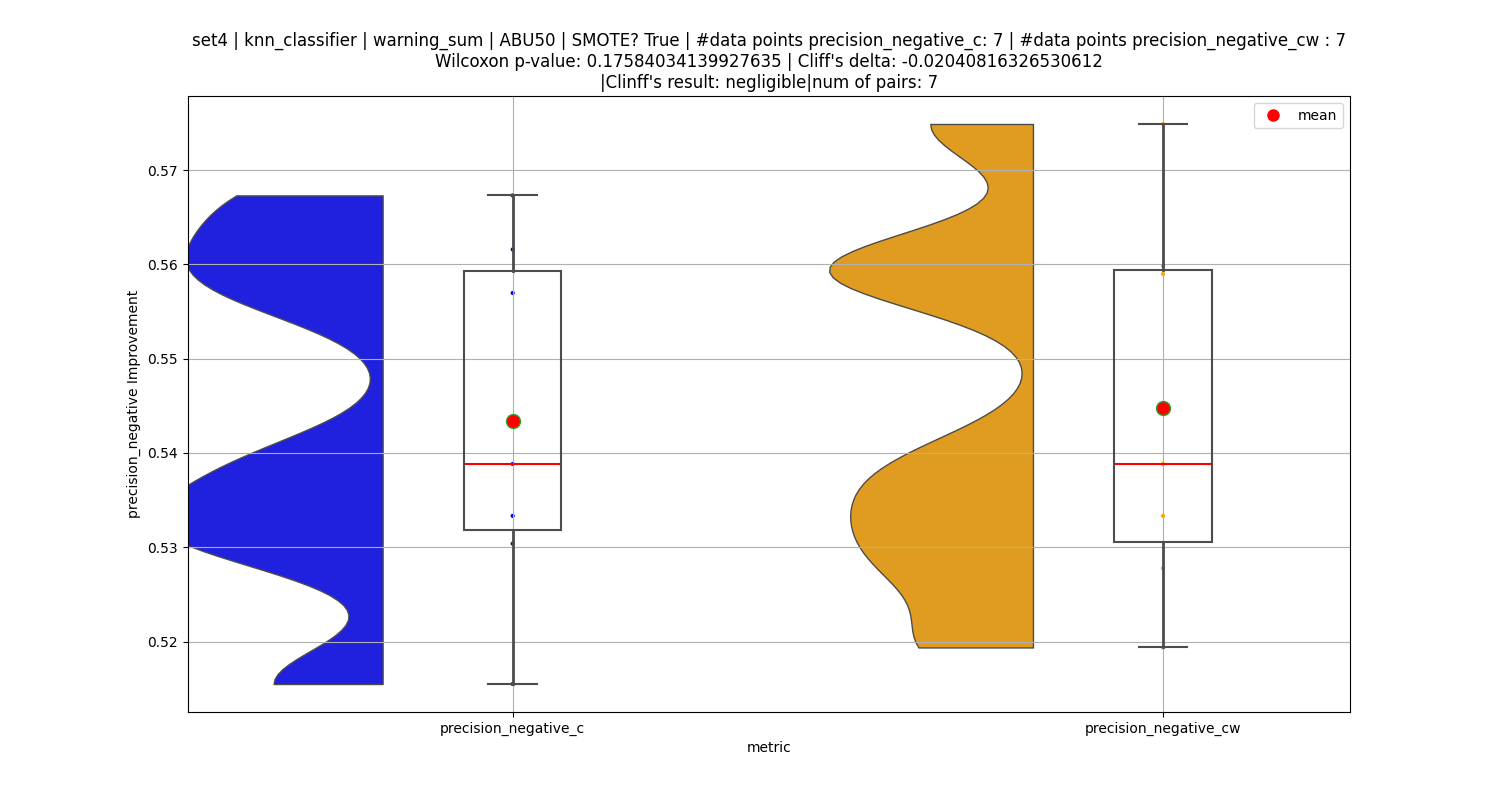 set4 | knn_classifier | warning_sum | ABU50 | SMOTE? True | #data points precision_negative_c: 7 | #data points precision_negative_cw : 7
Wilcoxon p-value: 0.17584034139927635 | Cliff's delta: -0.02040816326530612
|Clinff's result: negligible|num of pairs: 7
mean
precision_negative Improvement
0.57
0.56
0.55
0.54
0.53
0.52
precision_negative_c
precision_negative_cw
metric